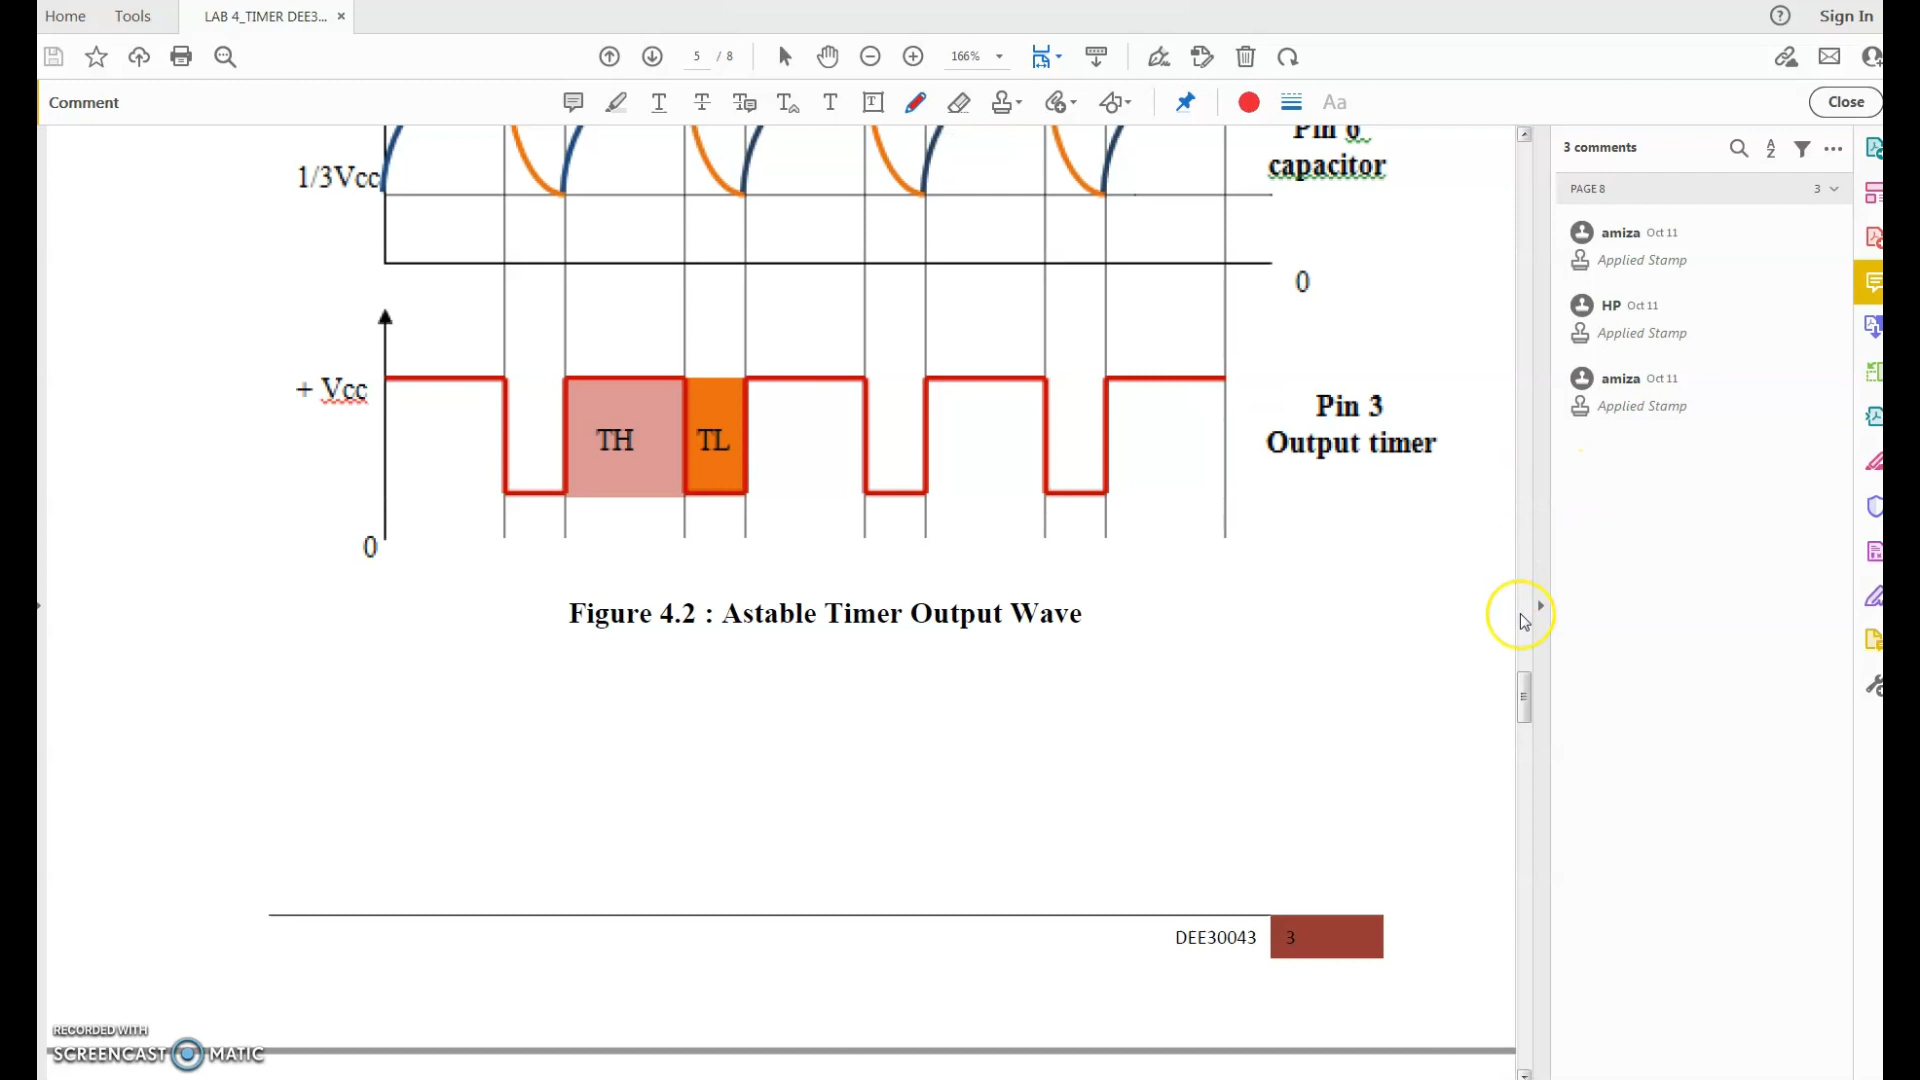 Home Tools LAB 4_TIMER DEE3... × Sign In
5 / 8 166%
Comment Aa Close
Pin 6
capacitor
1/3Vcc
0
+ Vcc
TH TL
Pin 3
Output timer
0
Figure 4.2 : Astable Timer Output Wave
DEE30043 3
3 comments
PAGE 8 3
amiza Oct 11
Applied Stamp
HP Oct 11
Applied Stamp
amiza Oct 11
Applied Stamp
RECORDED WITH
SCREENCAST MATIC